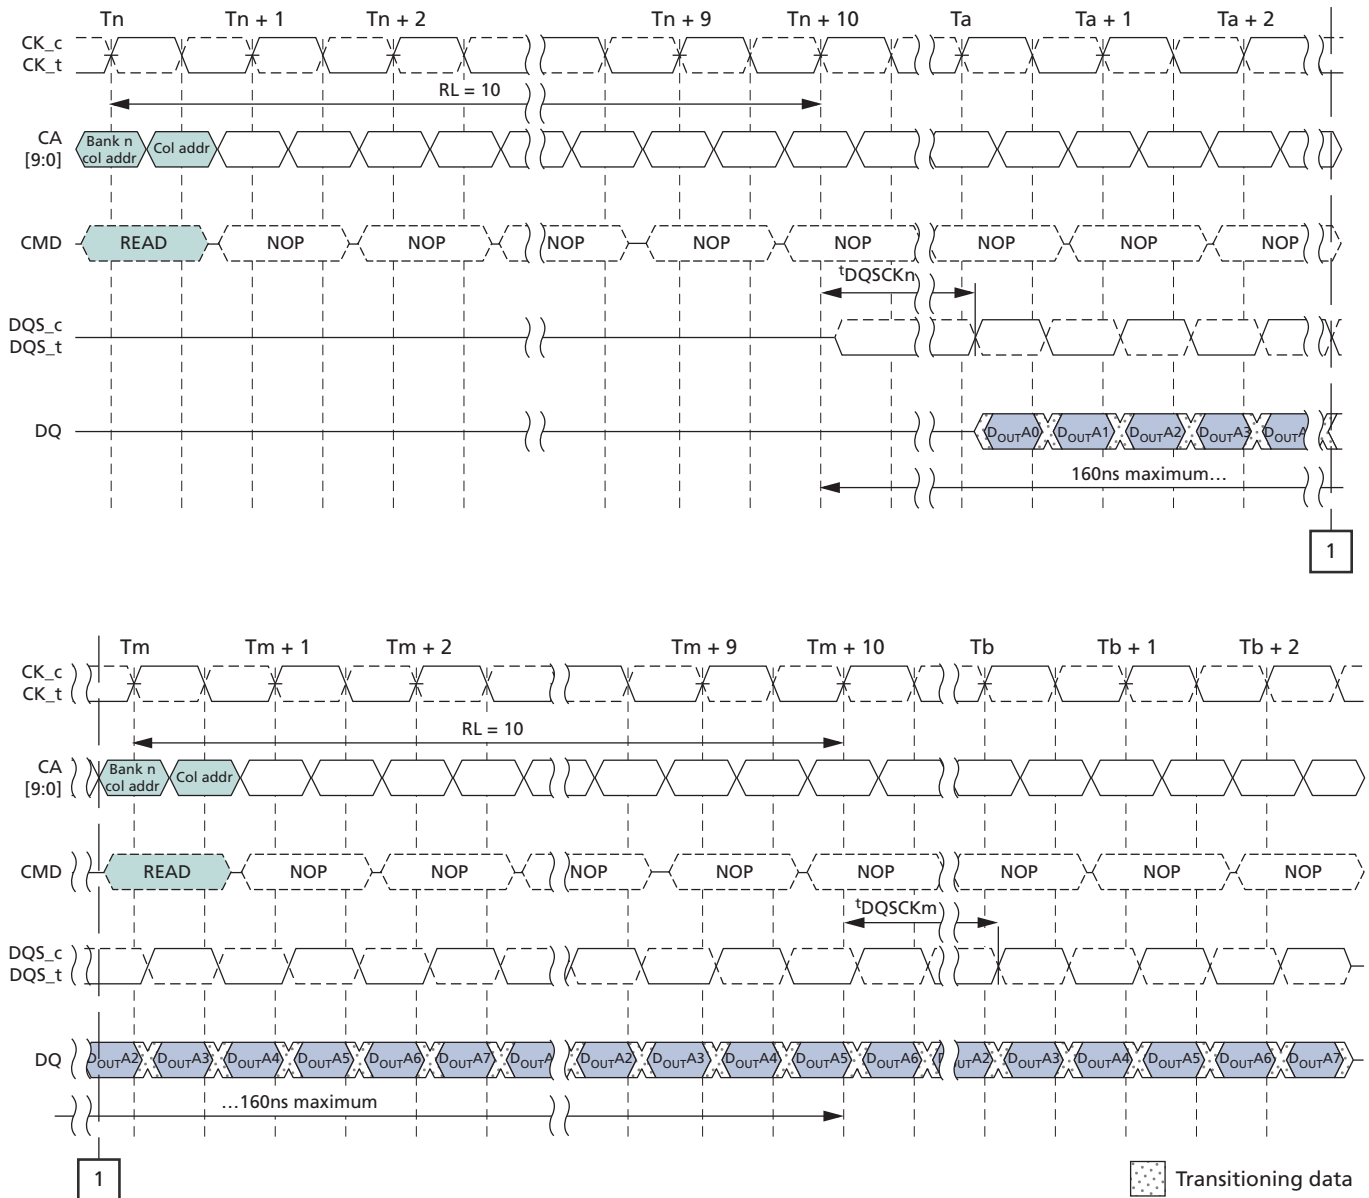 Tn Tn + 1 Tn + 2 Tn + 9 Tn + 10 Ta Ta + 1 Ta + 2
CK_c
CK_t
RL = 10
CA
[9:0]
Bank n
col addr
Col addr
CMD READ NOP NOP NOP NOP NOP NOP NOP NOP
tDQSCKn
DQS_c
DQS_t
DQ DOUTA0 DOUTA1 DOUTA2 DOUTA3 DOUTA
160ns maximum…
1
Tm Tm + 1 Tm + 2 Tm + 9 Tm + 10 Tb Tb + 1 Tb + 2
CK_c
CK_t
RL = 10
CA
[9:0]
Bank n
col addr
Col addr
CMD READ NOP NOP NOP NOP NOP NOP NOP NOP
tDQSCKm
DQS_c
DQS_t
DQ DOUTA2 DOUTA3 DOUTA4 DOUTA5 DOUTA6 DOUTA7 DOUTA DOUTA2 DOUTA3 DOUTA4 DOUTA5 DOUTA6 OUTA2 DOUTA3 DOUTA4 DOUTA5 DOUTA6 DOUTA7
…160ns maximum
1
Transitioning data